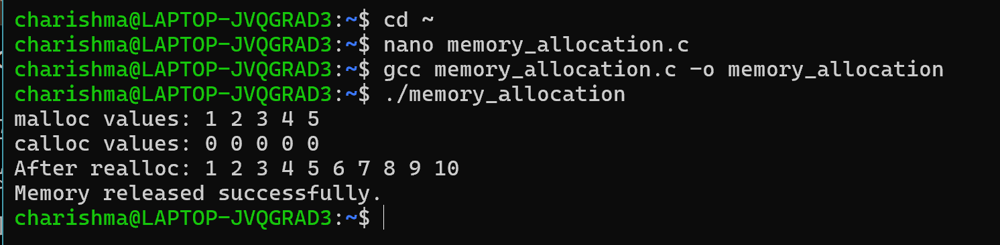 charishma@LAPTOP-JVQGRAD3:~$ cd ~
charishma@LAPTOP-JVQGRAD3:~$ nano memory_allocation.c
charishma@LAPTOP-JVQGRAD3:~$ gcc memory_allocation.c -o memory_allocation
charishma@LAPTOP-JVQGRAD3:~$ ./memory_allocation
malloc values: 1 2 3 4 5
calloc values: 0 0 0 0 0
After realloc: 1 2 3 4 5 6 7 8 9 10
Memory released successfully.
charishma@LAPTOP-JVQGRAD3:~$